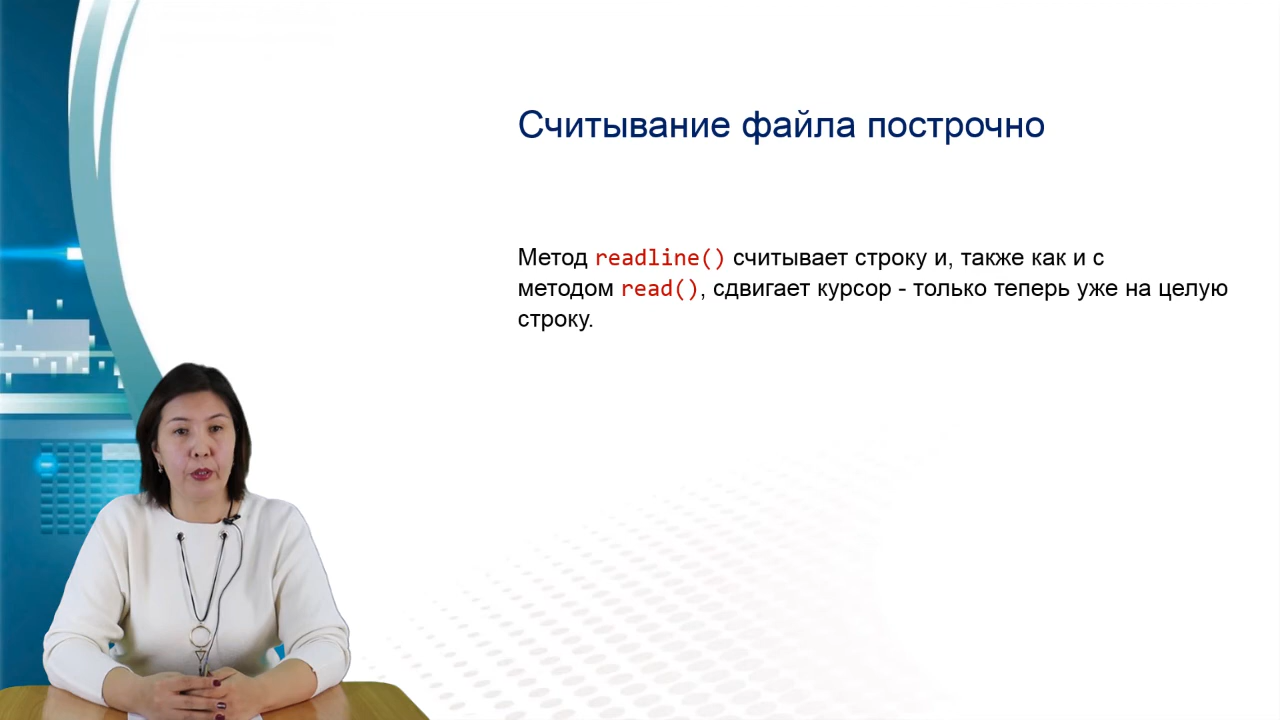 Считывание файла построчно
Метод readline() считывает строку и, также как и с
методом read(), сдвигает курсор - только теперь уже на целую
строку.